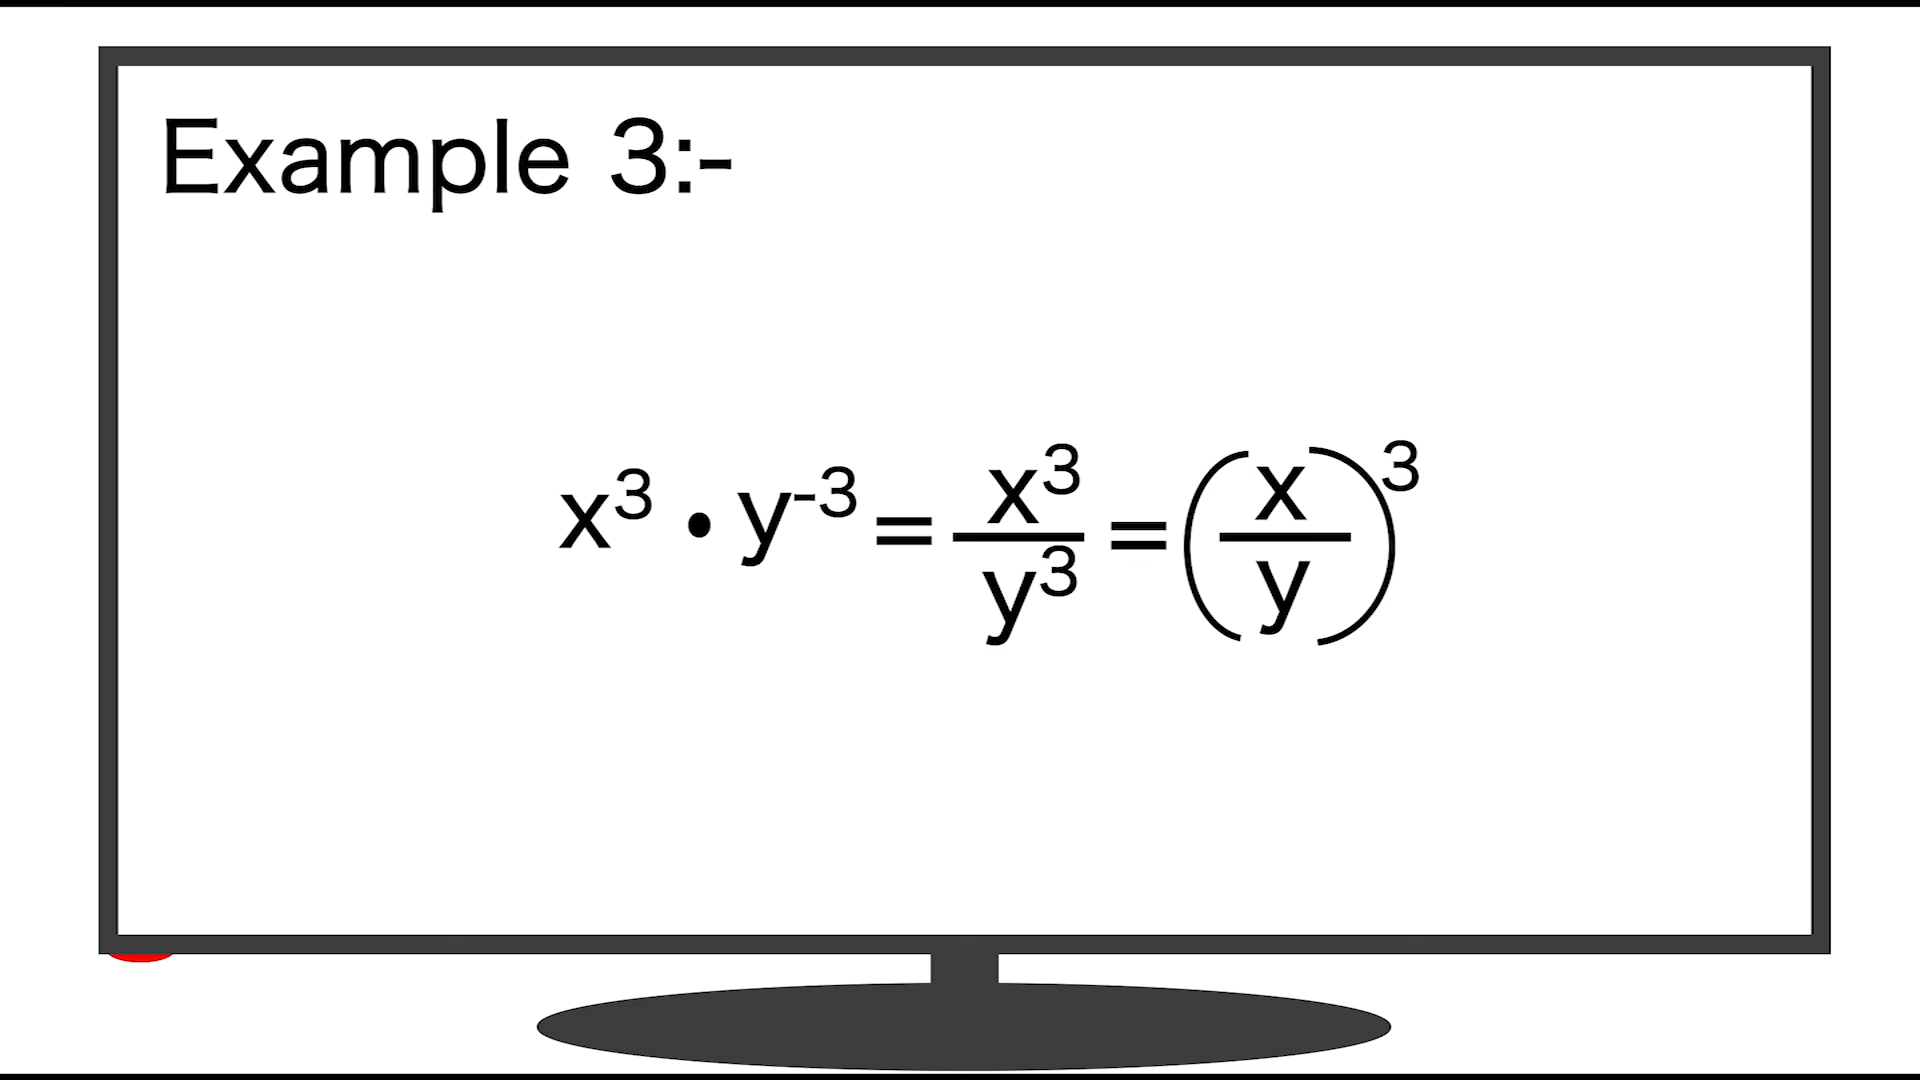 Example 3:-
x³ • y⁻³ = x³/y³ = (x/y)³